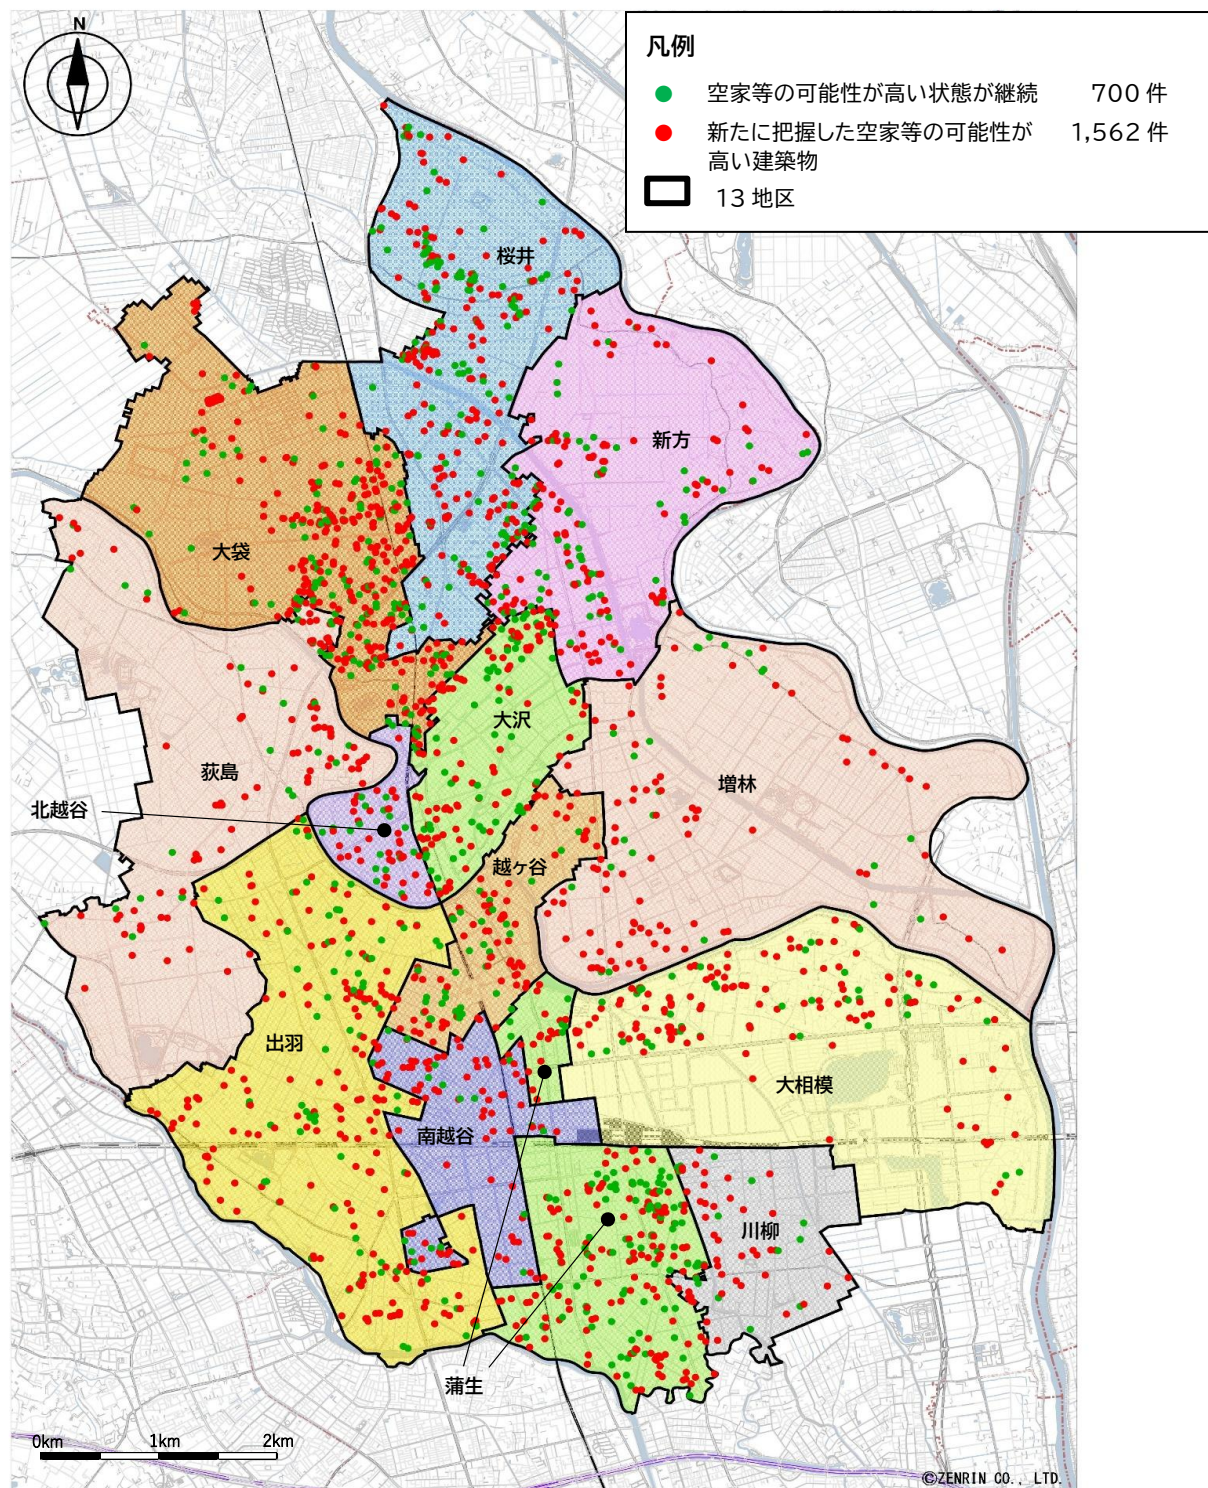 N
凡例
空家等の可能性が高い状態が継続 700 件
新たに把握した空家等の可能性が 1,562 件
高い建築物
13 地区
桜井
新方
大袋
大沢
荻島
増林
北越谷
越ヶ谷
出羽
大相模
南越谷
川柳
蒲生
0km 1km 2km
©ZENRIN CO., LTD.